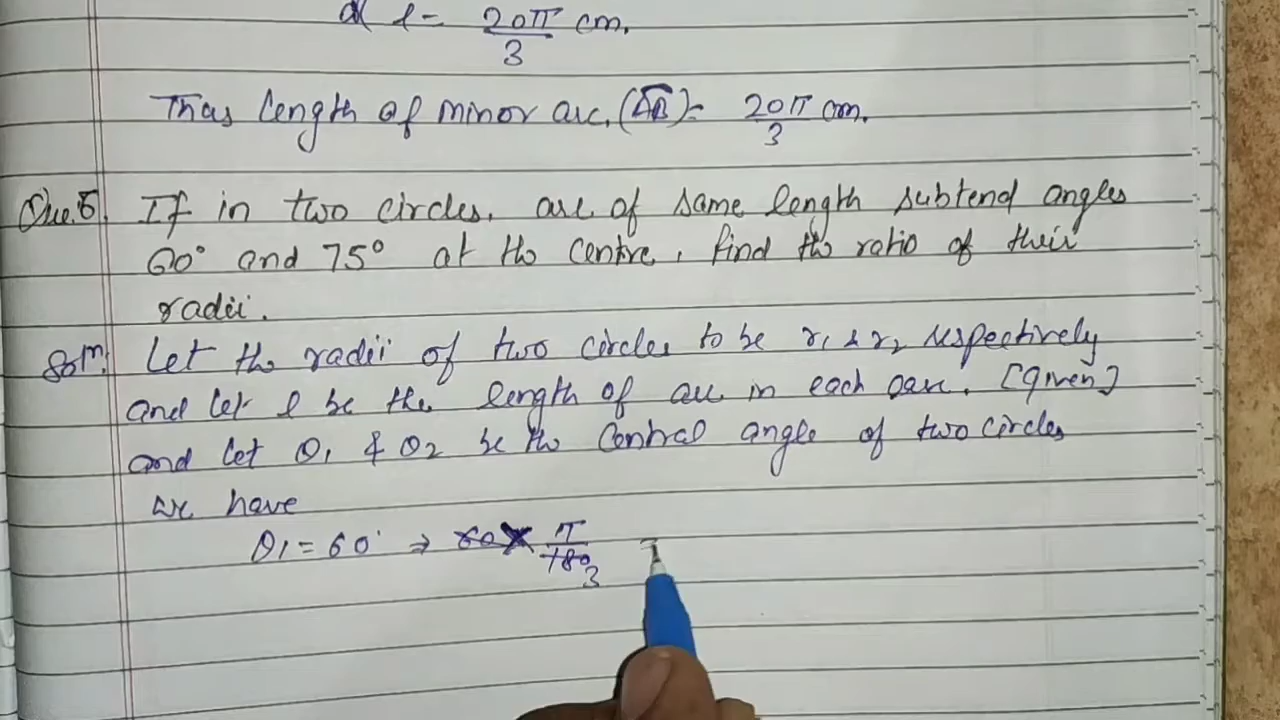 l = 20π/3 cm.
Thus length of minor arc. (AB) = 20π/3 cm.
Que.5. If in two circles, arc of same length subtend angles
60° and 75° at the centre, find the ratio of their
radii.
Solⁿ: Let the radii of two circles to be r₁ & r₂ respectively
and let l be the length of arc in each case. [given]
and let θ₁ & θ₂ be the central angle of two circles
we have
θ₁ = 60° ⇒ 60 × π/180 3 =